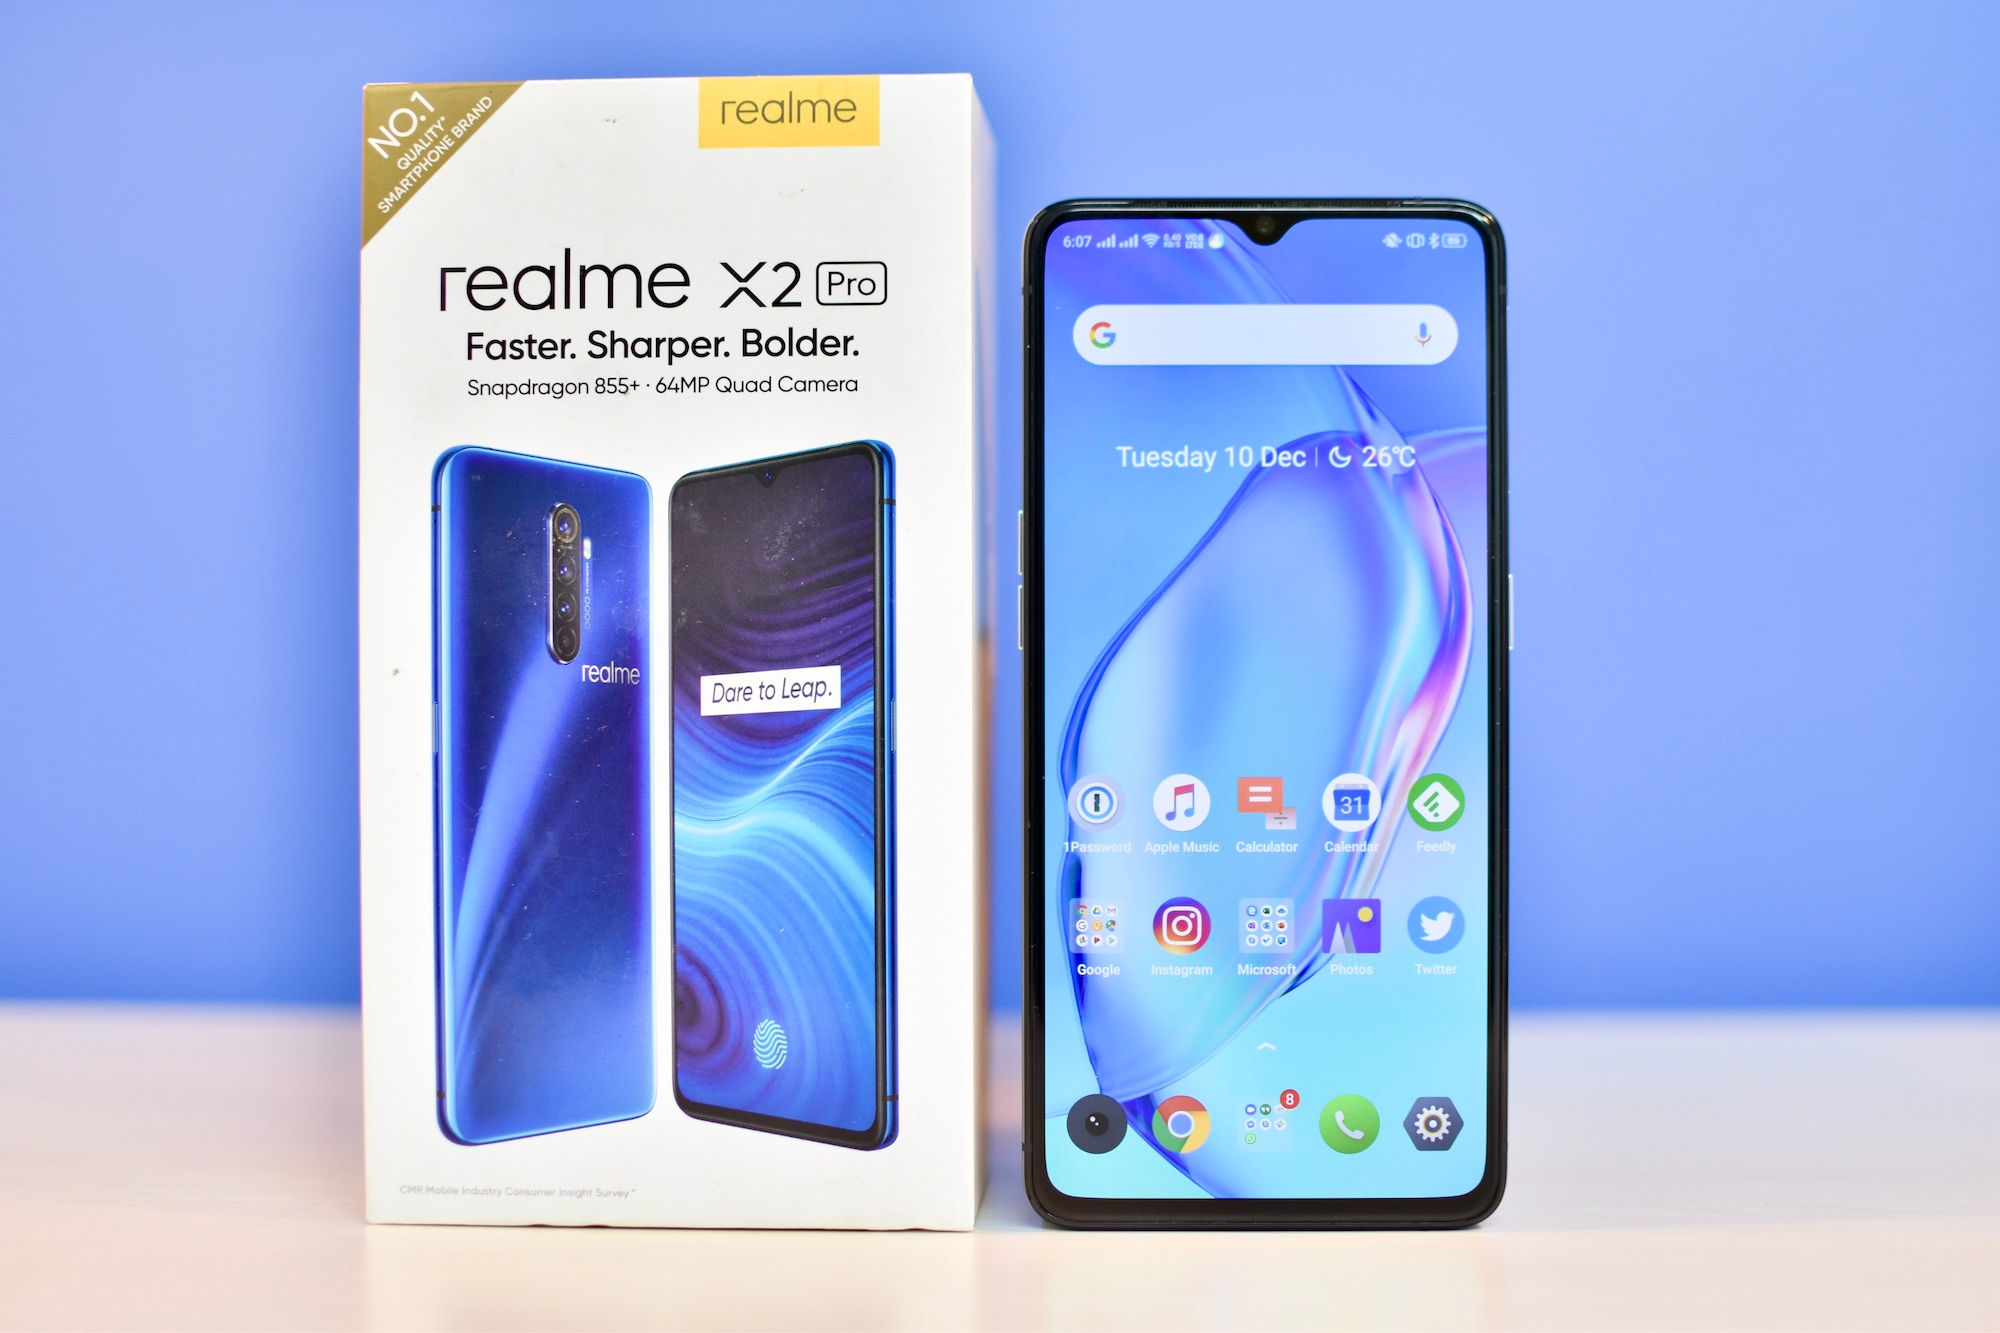 NO.1
QUALITY*
SMARTPHONE BRAND
realme
realme X2 Pro
Faster. Sharper. Bolder.
Snapdragon 855+ · 64MP Quad Camera
realme
Dare to Leap.
CMR Mobile Industry Consumer Insight Survey*
6:07
Tuesday 10 Dec | 26°C
31
1Password Apple Music Calculator Calendar Feedly
Google Instagram Microsoft Photos Twitter
8